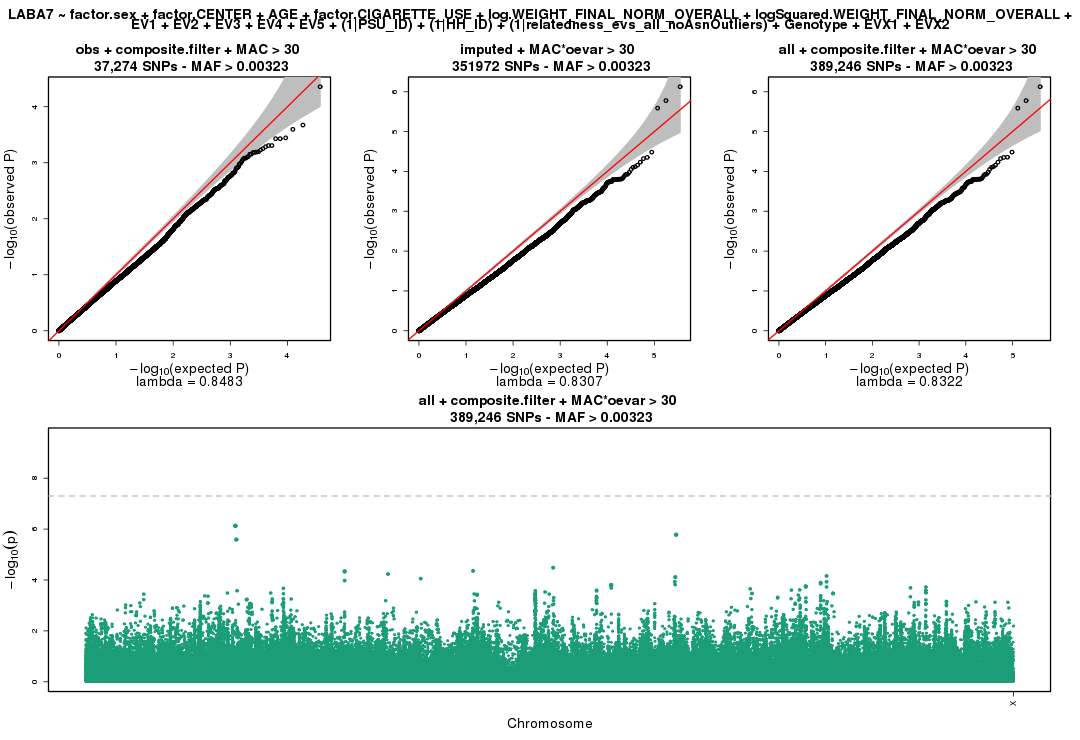 LABA7 ~ factor.sex + factor.CENTER + AGE + factor.CIGARETTE_USE + log.WEIGHT_FINAL_NORM_OVERALL + logSquared.WEIGHT_FINAL_NORM_OVERALL +
EV1 + EV2 + EV3 + EV4 + EV5 + (1|PSU_ID) + (1|HH_ID) + (1|relatedness_evs_all_noAsnOutliers) + Genotype + EVX1 + EVX2
obs + composite.filter + MAC > 30
37,274 SNPs - MAF > 0.00323
−log10(observed P)
0 1 2 3 4
0 1 2 3 4
−log10(expected P)
lambda = 0.8483
imputed + MAC*oevar > 30
351972 SNPs - MAF > 0.00323
−log10(observed P)
0 1 2 3 4 5 6
0 1 2 3 4 5
−log10(expected P)
lambda = 0.8307
all + composite.filter + MAC*oevar > 30
389,246 SNPs - MAF > 0.00323
−log10(observed P)
0 1 2 3 4 5 6
0 1 2 3 4 5
−log10(expected P)
lambda = 0.8322
all + composite.filter + MAC*oevar > 30
389,246 SNPs - MAF > 0.00323
−log10(p)
0 2 4 6 8
X
Chromosome